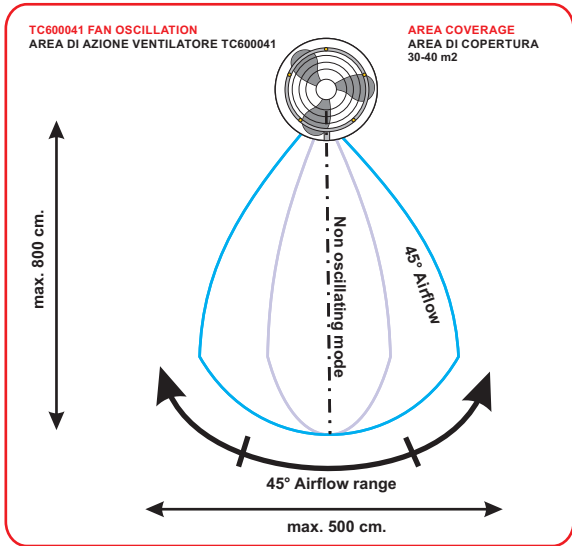 TC600041 FAN OSCILLATION
AREA DI AZIONE VENTILATORE TC600041
AREA COVERAGE
AREA DI COPERTURA
30-40 m2
max. 800 cm.
Non oscillating mode
45° Airflow
45° Airflow range
max. 500 cm.